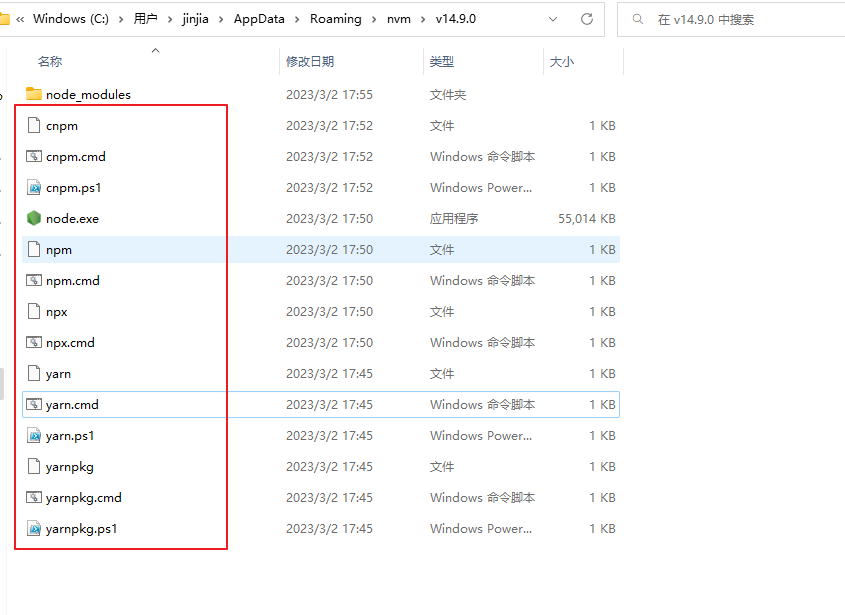 « Windows (C:) › 用户 › jinjia › AppData › Roaming › nvm › v14.9.0 在 v14.9.0 中搜索
名称 修改日期 类型 大小
node_modules 2023/3/2 17:55 文件夹
cnpm 2023/3/2 17:52 文件 1 KB
cnpm.cmd 2023/3/2 17:52 Windows 命令脚本 1 KB
cnpm.ps1 2023/3/2 17:52 Windows Power... 1 KB
node.exe 2023/3/2 17:50 应用程序 55,014 KB
npm 2023/3/2 17:50 文件 1 KB
npm.cmd 2023/3/2 17:50 Windows 命令脚本 1 KB
npx 2023/3/2 17:50 文件 1 KB
npx.cmd 2023/3/2 17:50 Windows 命令脚本 1 KB
yarn 2023/3/2 17:45 文件 1 KB
yarn.cmd 2023/3/2 17:45 Windows 命令脚本 1 KB
yarn.ps1 2023/3/2 17:45 Windows Power... 1 KB
yarnpkg 2023/3/2 17:45 文件 1 KB
yarnpkg.cmd 2023/3/2 17:45 Windows 命令脚本 1 KB
yarnpkg.ps1 2023/3/2 17:45 Windows Power... 1 KB